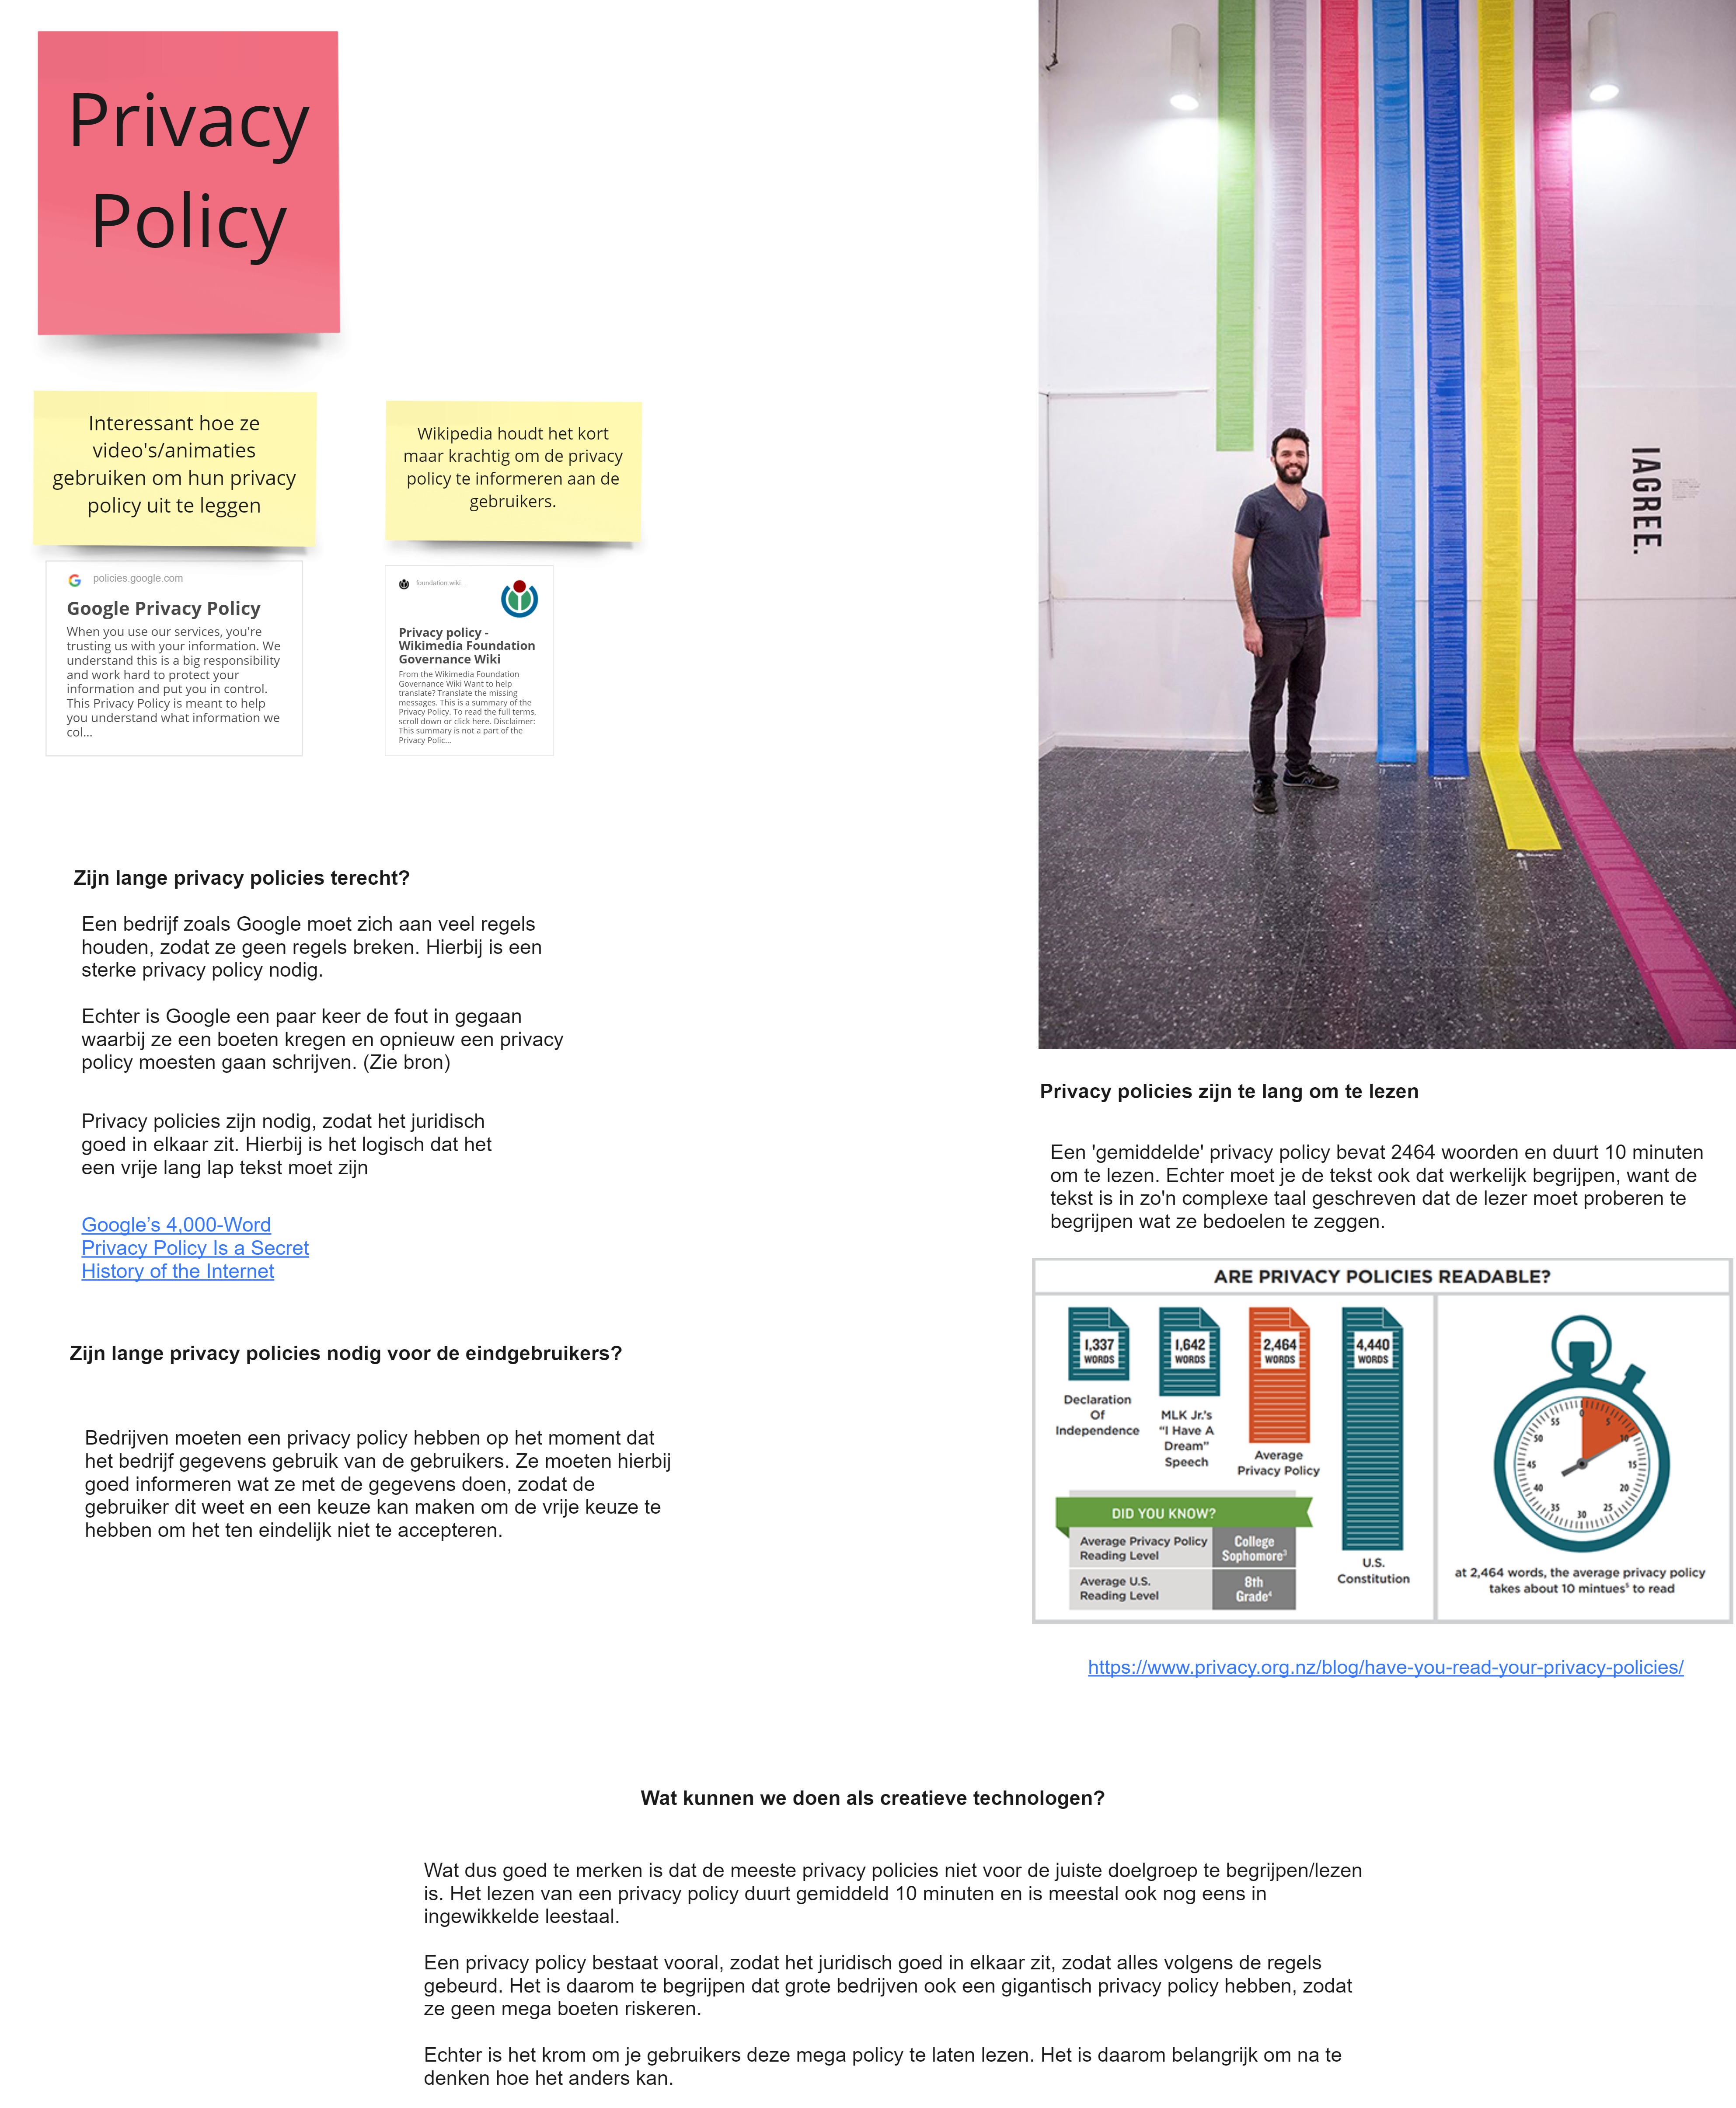 Privacy
Policy
Interessant hoe ze
video's/animaties
gebruiken om hun privacy
policy uit te leggen
Wikipedia houdt het kort
maar krachtig om de privacy
policy te informeren aan de
gebruikers.
policies.google.com
Google Privacy Policy
When you use our services, you're
trusting us with your information. We
understand this is a big responsibility
and work hard to protect your
information and put you in control.
This Privacy Policy is meant to help
you understand what information we
col...
foundation wiki...
Privacy policy -
Wikimedia Foundation
Governance Wiki
From the Wikimedia Foundation
Governance Wiki Want to help
translate? Translate the missing
messages. This is a summary of the
Privacy Policy. To read the full terms,
scroll down or click here. Disclaimer:
This summary is not a part of the
Privacy Polic...
Zijn lange privacy policies terecht?
Een bedrijf zoals Google moet zich aan veel regels
houden, zodat ze geen regels breken. Hierbij is een
sterke privacy policy nodig.
Echter is Google een paar keer de fout in gegaan
waarbij ze een boeten kregen en opnieuw een privacy
policy moesten gaan schrijven. (Zie bron)
Privacy policies zijn nodig, zodat het juridisch
goed in elkaar zit. Hierbij is het logisch dat het
een vrije lang lap tekst moet zijn
Google’s 4,000-Word
Privacy Policy Is a Secret
History of the Internet
Zijn lange privacy policies nodig voor de eindgebruikers?
Bedrijven moeten een privacy policy hebben op het moment dat
het bedrijf gegevens gebruik van de gebruikers. Ze moeten hierbij
goed informeren wat ze met de gegevens doen, zodat de
gebruiker dit weet en een keuze kan maken om de vrije keuze te
hebben om het ten eindelijk niet te accepteren.
I AGREE.
Privacy policies zijn te lang om te lezen
Een 'gemiddelde' privacy policy bevat 2464 woorden en duurt 10 minuten
om te lezen. Echter moet je de tekst ook dat werkelijk begrijpen, want de
tekst is in zo'n complexe taal geschreven dat de lezer moet proberen te
begrijpen wat ze bedoelen te zeggen.
ARE PRIVACY POLICIES READABLE?
1,337
WORDS
Declaration
Of
Independence
1,642
WORDS
MLK Jr.'s
"I Have A
Dream"
Speech
2,464
WORDS
Average
Privacy Policy
4,440
WORDS
U.S.
Constitution
DID YOU KNOW?
Average Privacy Policy
Reading Level
College
Sophomore³
Average U.S.
Reading Level
8th
Grade⁴
0
5
10
15
20
25
30
35
40
45
50
55
at 2,464 words, the average privacy policy
takes about 10 mintues⁵ to read
https://www.privacy.org.nz/blog/have-you-read-your-privacy-policies/
Wat kunnen we doen als creatieve technologen?
Wat dus goed te merken is dat de meeste privacy policies niet voor de juiste doelgroep te begrijpen/lezen
is. Het lezen van een privacy policy duurt gemiddeld 10 minuten en is meestal ook nog eens in
ingewikkelde leestaal.
Een privacy policy bestaat vooral, zodat het juridisch goed in elkaar zit, zodat alles volgens de regels
gebeurd. Het is daarom te begrijpen dat grote bedrijven ook een gigantisch privacy policy hebben, zodat
ze geen mega boeten riskeren.
Echter is het krom om je gebruikers deze mega policy te laten lezen. Het is daarom belangrijk om na te
denken hoe het anders kan.